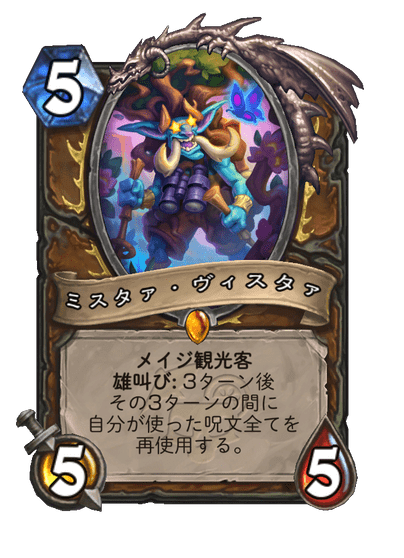 5
ミスタァ・ヴィスタァ
メイジ観光客
雄叫び: 3ターン後
その3ターンの間に
自分が使った呪文全てを
再使用する。
5
5